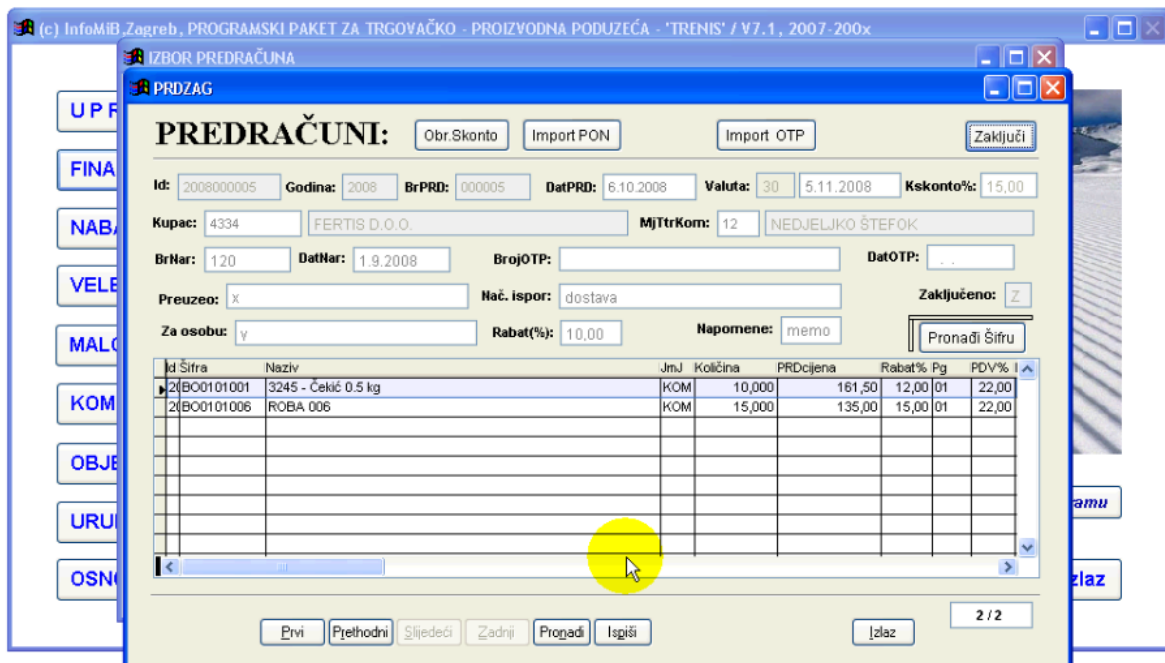 (c) InfoMiB,Zagreb, PROGRAMSKI PAKET ZA TRGOVAČKO - PROIZVODNA PODUZEĆA - 'TRENIS' / V7.1, 2007-200x
IZBOR PREDRAČUNA
PRDZAG
PREDRAČUNI: Obr.Skonto Import PON Import OTP Zaključi
Id: 2008000005 Godina: 2008 BrPRD: 000005 DatPRD: 6.10.2008 Valuta: 30 5.11.2008 Kskonto%: 15,00
Kupac: 4334 FERTIS D.O.O. MjTtrKom: 12 NEDJELJKO ŠTEFOK
BrNar: 120 DatNar: 1.9.2008 BrojOTP: DatOTP: . .
Preuzeo: x Nač. ispor: dostava Zaključeno: Z
Za osobu: y Rabat(%): 10,00 Napomene: memo Pronađi Šifru
Id Šifra Naziv JmJ Količina PRDcijena Rabat% Pg PDV%
20 BO0101001 3245 - Čekić 0.5 kg KOM 10,000 161,50 12,00 01 22,00
20 BO0101006 ROBA 006 KOM 15,000 135,00 15,00 01 22,00
2 / 2
Prvi Prethodni Slijedeći Zadnji Pronađi Ispiši Izlaz
UPR
FINA
NABA
VELE
MALO
KOM
OBJE
URUI
OSNO
amu
zlaz